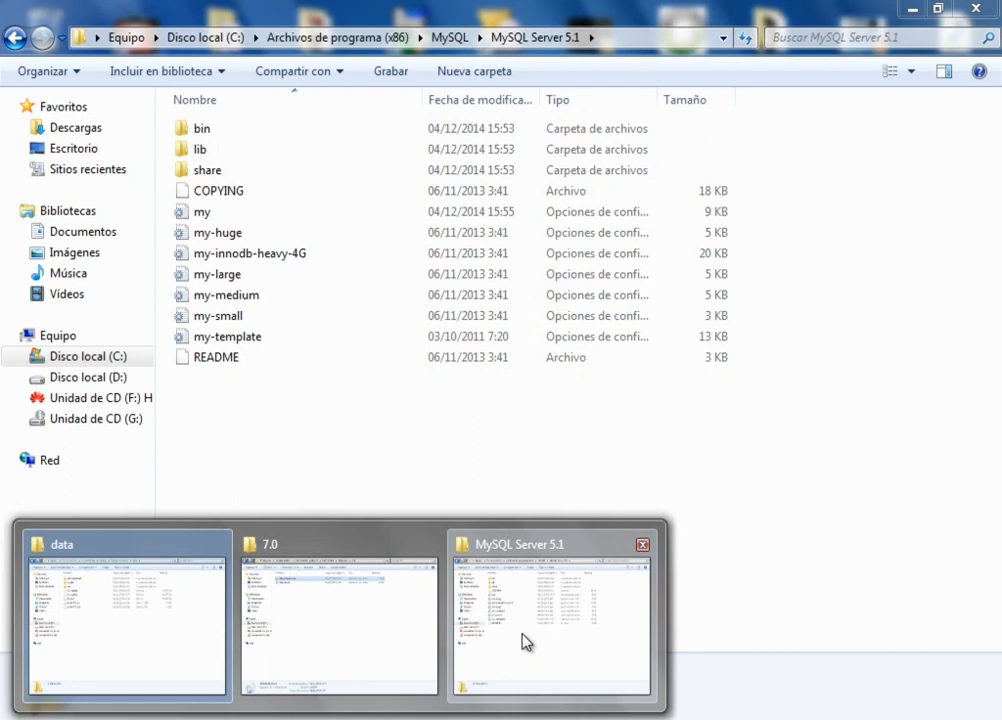 Equipo Disco local (C:) Archivos de programa (x86) MySQL MySQL Server 5.1 Buscar MySQL Server 5.1
Organizar Incluir en biblioteca Compartir con Grabar Nueva carpeta
Nombre Fecha de modifica... Tipo Tamaño
Favoritos
Descargas
Escritorio
Sitios recientes
Bibliotecas
Documentos
Imágenes
Música
Vídeos
Equipo
Disco local (C:)
Disco local (D:)
Unidad de CD (F:) H
Unidad de CD (G:)
Red
bin 04/12/2014 15:53 Carpeta de archivos
lib 04/12/2014 15:53 Carpeta de archivos
share 04/12/2014 15:53 Carpeta de archivos
COPYING 06/11/2013 3:41 Archivo 18 KB
my 04/12/2014 15:55 Opciones de confi... 9 KB
my-huge 06/11/2013 3:41 Opciones de confi... 5 KB
my-innodb-heavy-4G 06/11/2013 3:41 Opciones de confi... 20 KB
my-large 06/11/2013 3:41 Opciones de confi... 5 KB
my-medium 06/11/2013 3:41 Opciones de confi... 5 KB
my-small 06/11/2013 3:41 Opciones de confi... 3 KB
my-template 03/10/2011 7:20 Opciones de confi... 13 KB
README 06/11/2013 3:41 Archivo 3 KB
data 7.0 MySQL Server 5.1